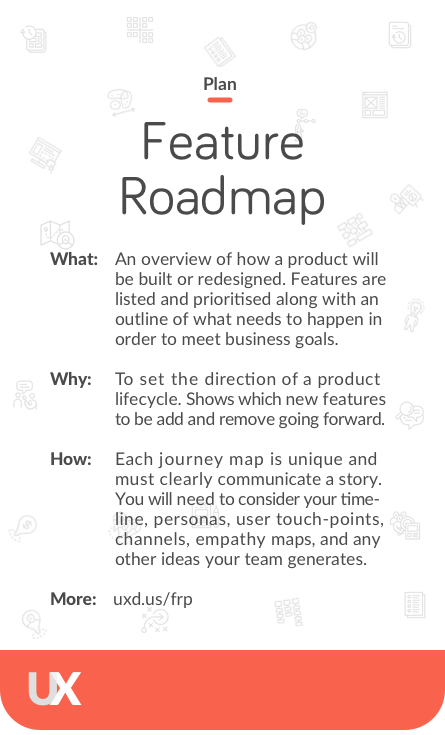 Plan
Feature
Roadmap
What: An overview of how a product will
be built or redesigned. Features are
listed and prioritised along with an
outline of what needs to happen in
order to meet business goals.
Why: To set the direction of a product
lifecycle. Shows which new features
to be add and remove going forward.
How: Each journey map is unique and
must clearly communicate a story.
You will need to consider your time-
line, personas, user touch-points,
channels, empathy maps, and any
other ideas your team generates.
More: uxd.us/frp
UX